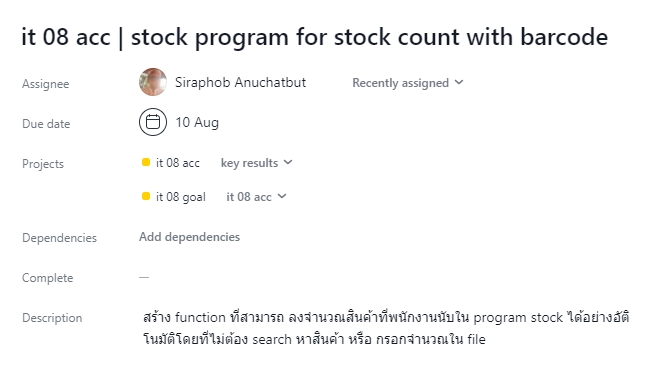 it 08 acc | stock program for stock count with barcode
Assignee Siraphob Anuchatbut Recently assigned
Due date 10 Aug
Projects it 08 acc key results
it 08 goal it 08 acc
Dependencies Add dependencies
Complete —
Description สร้าง function ที่สามารถ ลงจำนวนสินค้าที่พนักงานนับใน program stock ได้อย่างอัติ
โนมัติโดยที่ไม่ต้อง search หาสินค้า หรือ กรอกจำนวนใน file